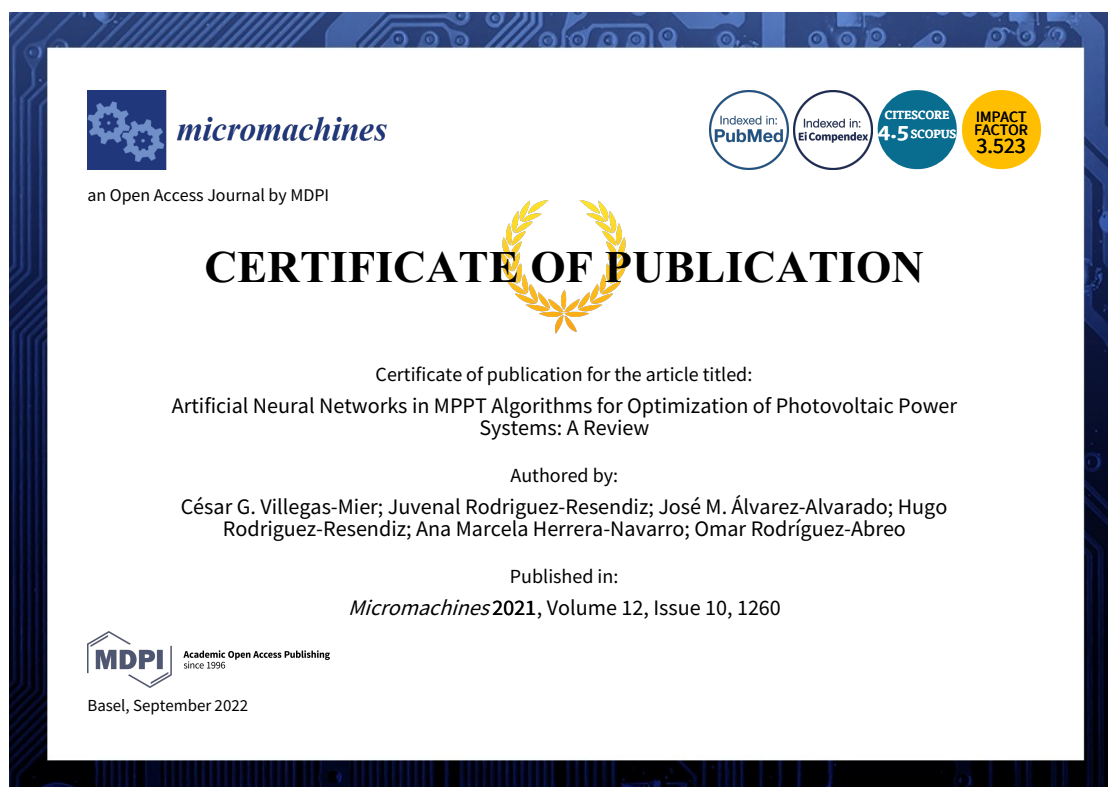 micromachines
Indexed in:
PubMed
Indexed in:
Ei Compendex
CITESCORE
4.5 SCOPUS
IMPACT
FACTOR
3.523
an Open Access Journal by MDPI
CERTIFICATE OF PUBLICATION
Certificate of publication for the article titled:
Artificial Neural Networks in MPPT Algorithms for Optimization of Photovoltaic Power
Systems: A Review
Authored by:
César G. Villegas-Mier; Juvenal Rodriguez-Resendiz; José M. Álvarez-Alvarado; Hugo
Rodriguez-Resendiz; Ana Marcela Herrera-Navarro; Omar Rodríguez-Abreo
Published in:
Micromachines 2021, Volume 12, Issue 10, 1260
MDPI
Academic Open Access Publishing
since 1996
Basel, September 2022